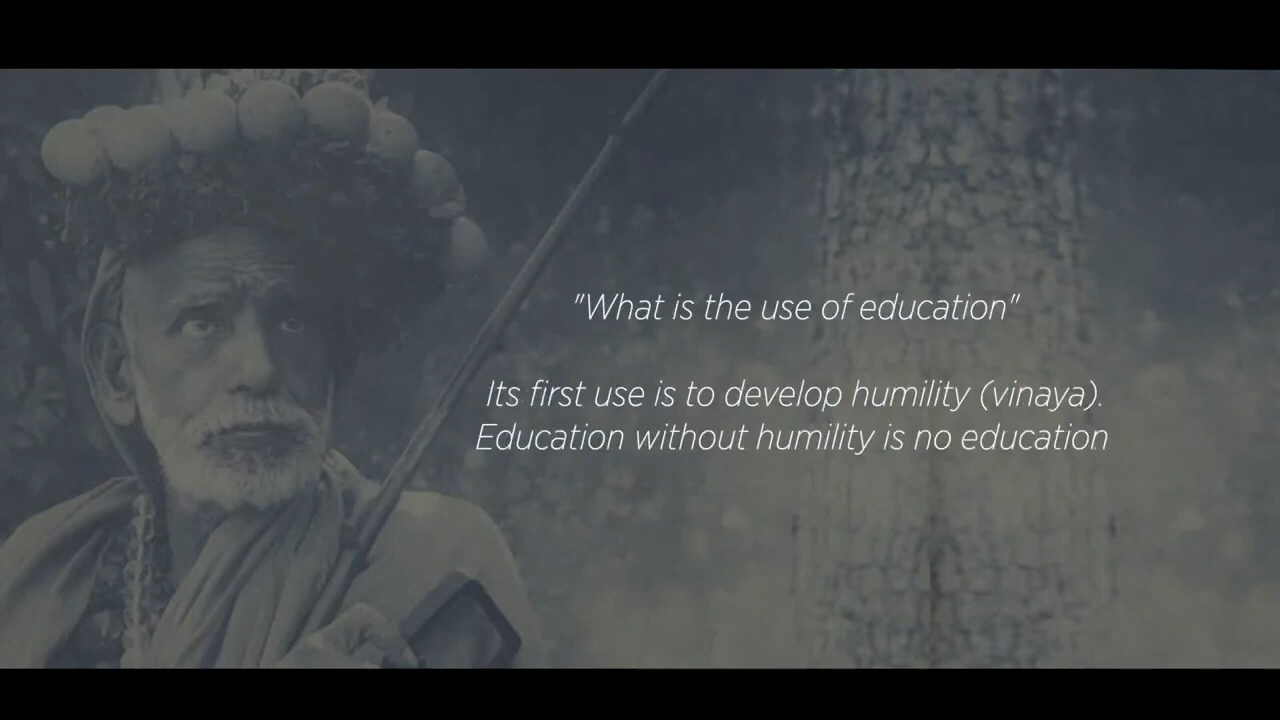 "What is the use of education"
Its first use is to develop humility (vinaya).
Education without humility is no education